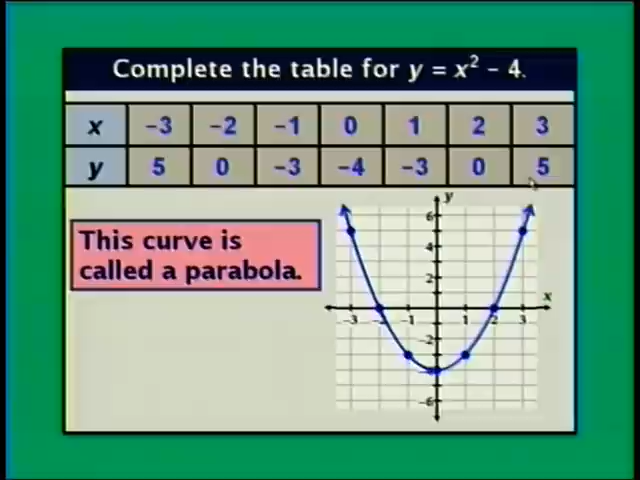 Complete the table for y = x² – 4.
x –3 –2 –1 0 1 2 3
y 5 0 –3 –4 –3 0 5
This curve is
called a parabola.
y
6
4
2
x
–3 –2 –1 1 2 3
–2
–6